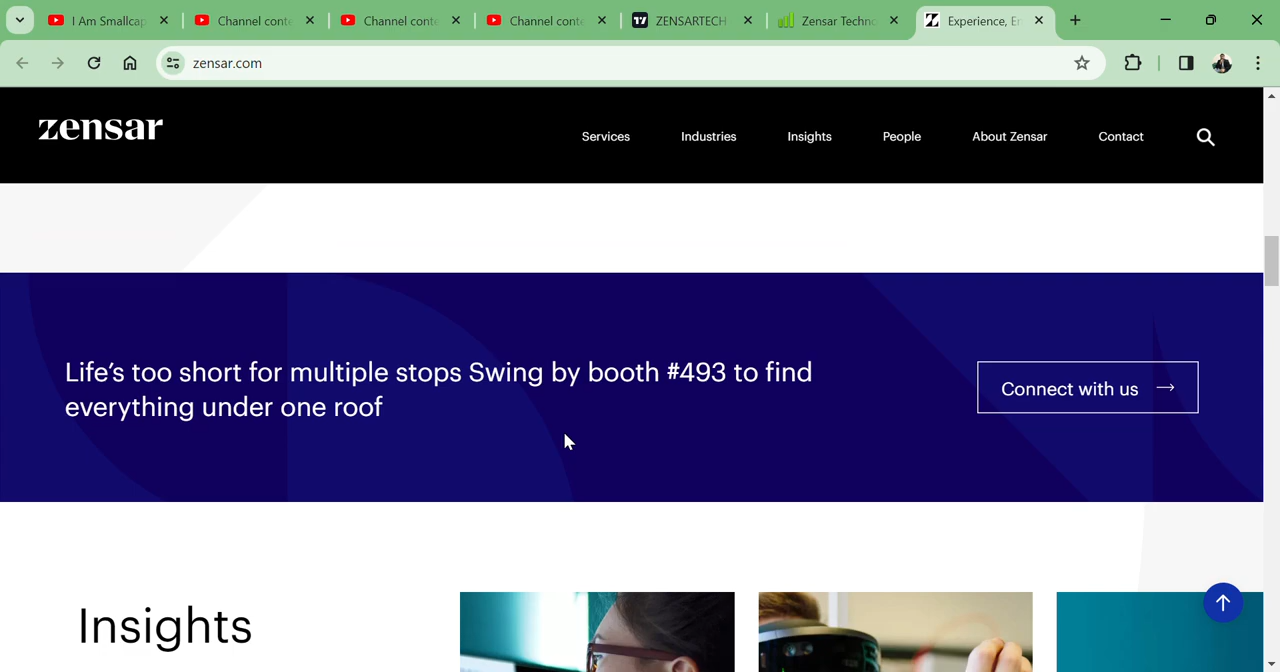 I Am Smallcap
Channel conte
Channel conte
Channel conte
ZENSARTECH
Zensar Techno
Experience, En
zensar.com
zensar
Services
Industries
Insights
People
About Zensar
Contact
Life's too short for multiple stops Swing by booth #493 to find
everything under one roof
Connect with us
Insights